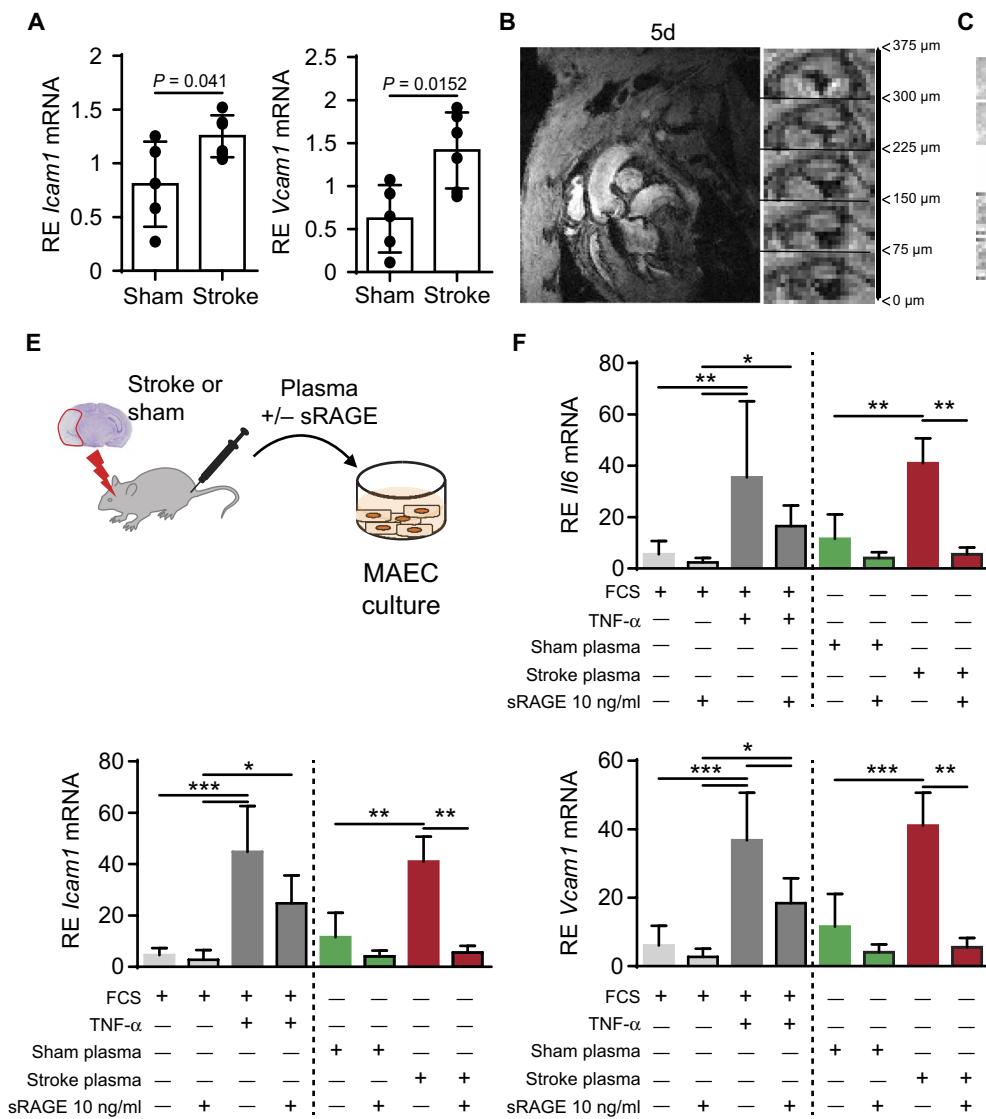 A
RE Icam1 mRNA
2
1.5
1
0.5
0
P = 0.041
Sham Stroke
RE Vcam1 mRNA
2.5
2
1.5
1
0.5
0
P = 0.0152
Sham Stroke
B
5d
< 375 µm
< 300 µm
< 225 µm
< 150 µm
< 75 µm
< 0 µm
C
E
Stroke or
sham
Plasma
+/– sRAGE
MAEC
culture
F
RE Il6 mRNA
80
60
40
20
0
*
**
** **
FCS + + + + — — — —
TNF-α — — + + — — — —
Sham plasma — — — — + + — —
Stroke plasma — — — — — — + +
sRAGE 10 ng/ml — + — + — + — +
RE Icam1 mRNA
80
60
40
20
0
*
***
** **
FCS + + + + — — — —
TNF-α — — + + — — — —
Sham plasma — — — — + + — —
Stroke plasma — — — — — — + +
sRAGE 10 ng/ml — + — + — + — +
RE Vcam1 mRNA
60
40
20
0
*
***
*** **
FCS + + + + — — — —
TNF-α — — + + — — — —
Sham plasma — — — — + + — —
Stroke plasma — — — — — — + +
sRAGE 10 ng/ml — + — + — + — +